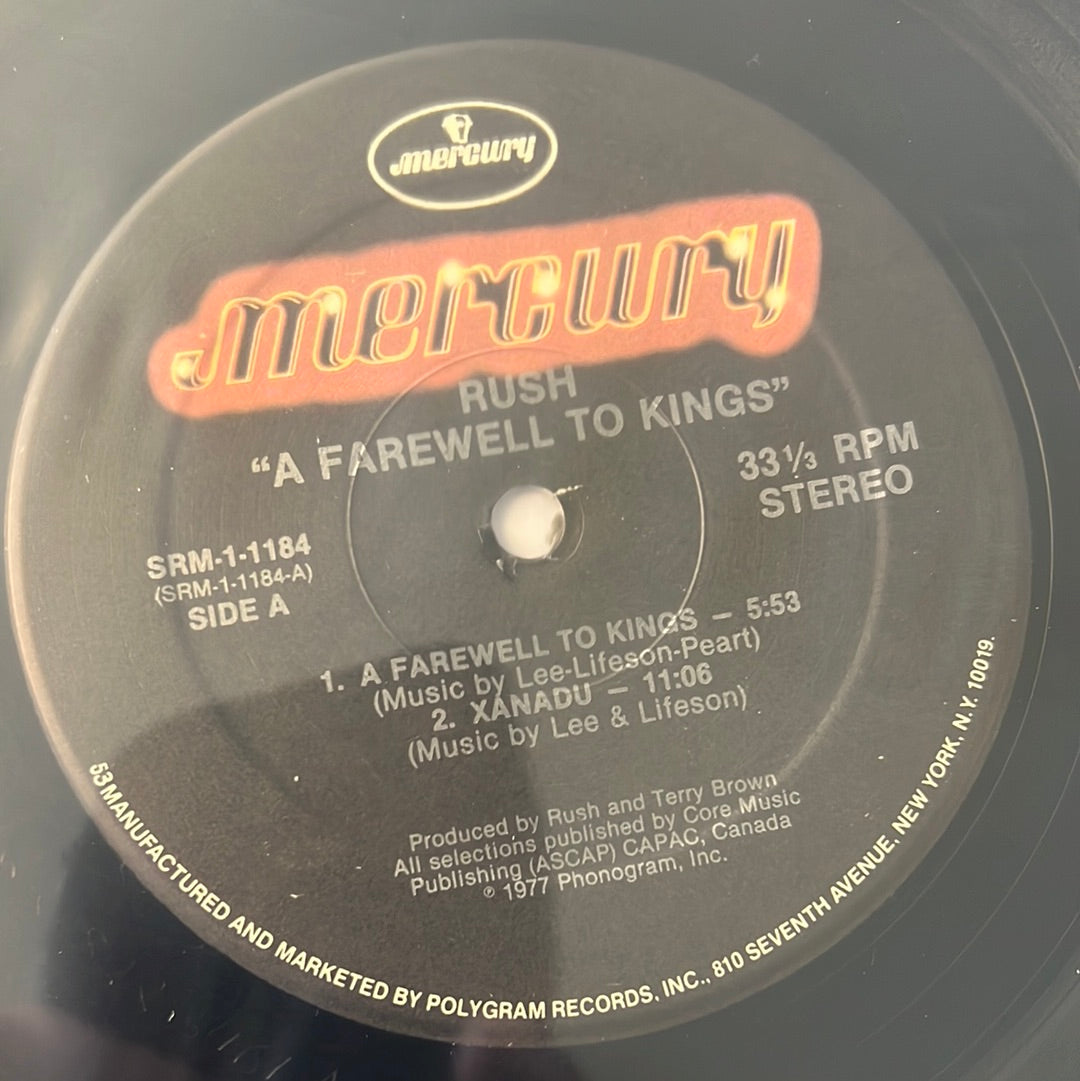 mercury
mercury
RUSH
“A FAREWELL TO KINGS”
33⅓ RPM
STEREO
SRM-1-1184
(SRM-1-1184-A)
SIDE A
1. A FAREWELL TO KINGS — 5:53
(Music by Lee-Lifeson-Peart)
2. XANADU — 11:06
(Music by Lee & Lifeson)
Produced by Rush and Terry Brown
All selections published by Core Music
Publishing (ASCAP) CAPAC, Canada
℗ 1977 Phonogram, Inc.
53 MANUFACTURED AND MARKETED BY POLYGRAM RECORDS, INC., 810 SEVENTH AVENUE, NEW YORK, N.Y. 10019.